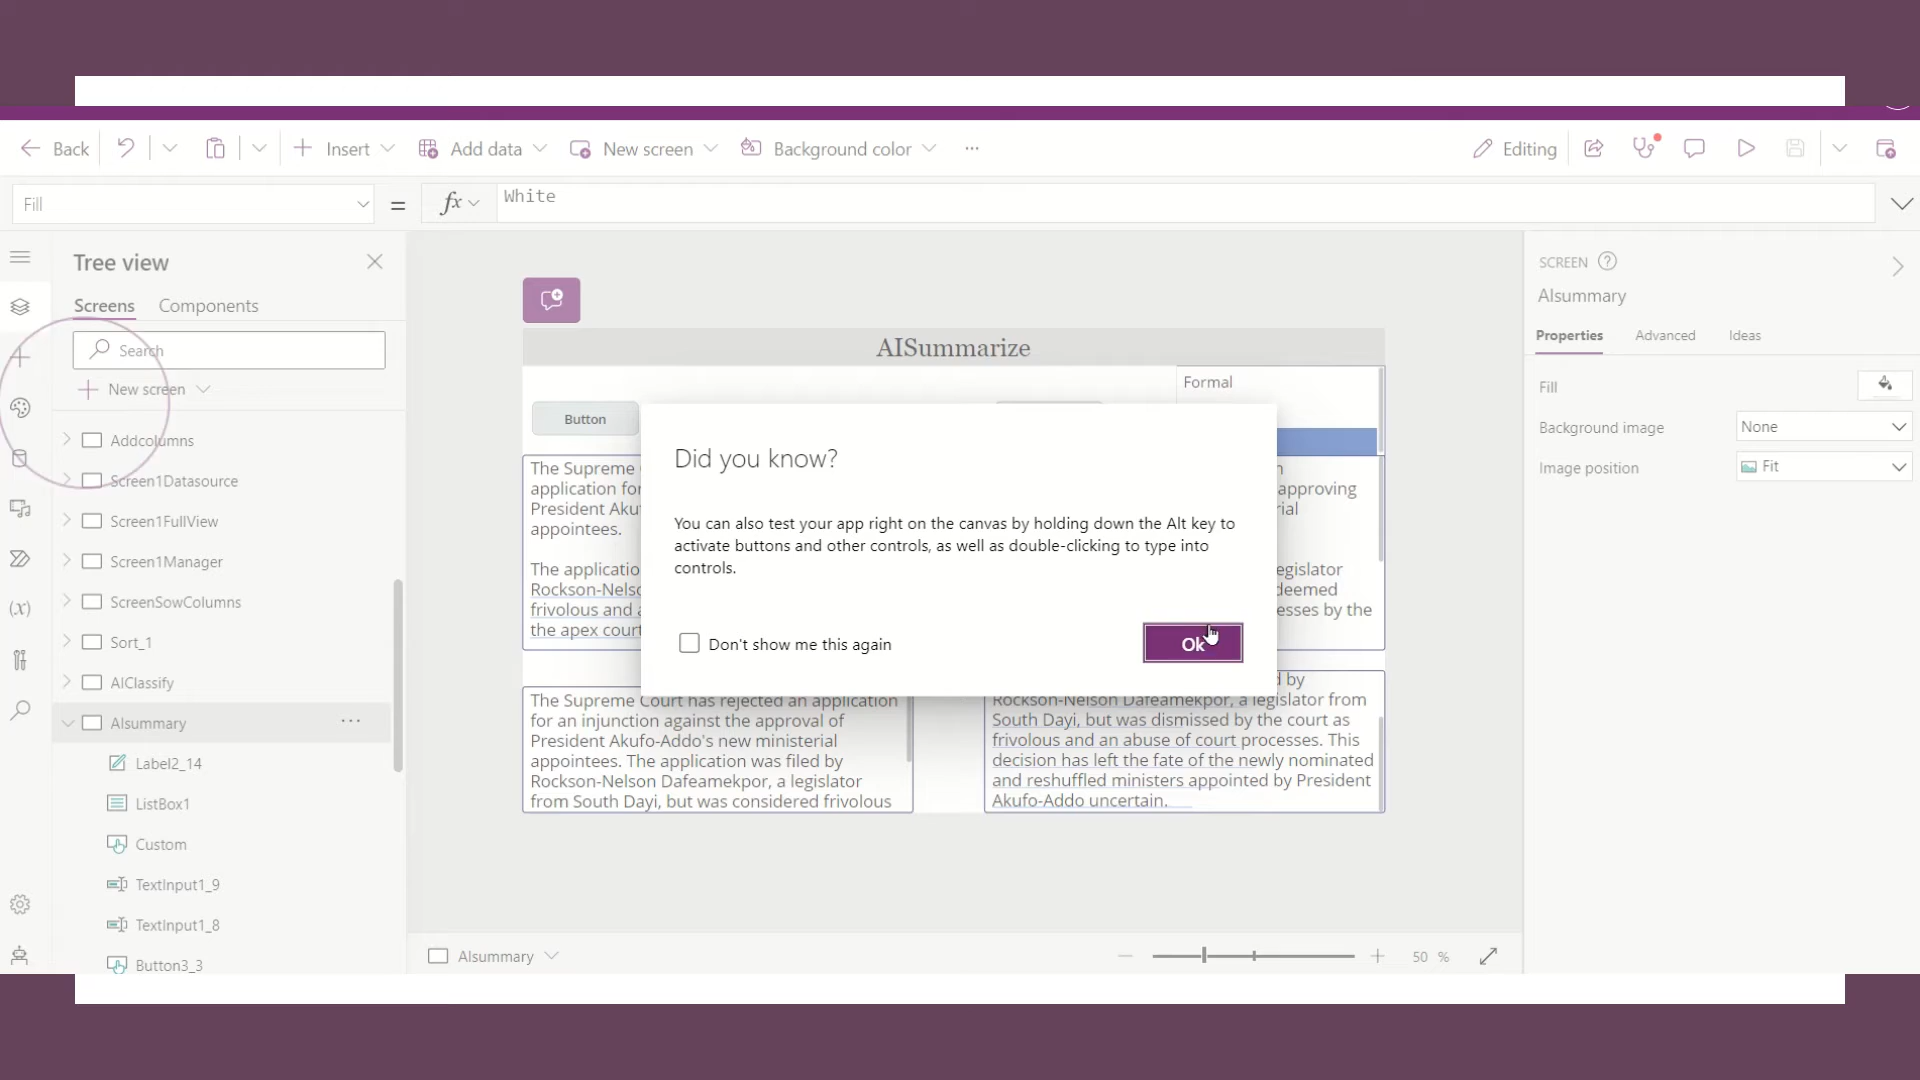 Back
Insert
Add data
New screen
Background color
...
Editing
Fill
=
fx
White
Tree view
Screens
Components
Search
New screen
Addcolumns
Screen1Datasource
Screen1FullView
Screen1Manager
ScreenSowColumns
Sort_1
AIClassify
AIsummary
...
Label2_14
ListBox1
Custom
TextInput1_9
TextInput1_8
Button3_3
AISummarize
Formal
Button
The Supreme
application for
President Aku
appointees.
The applicatio
Rockson-Nels
frivolous and
the apex court
approving
rial
egislator
deemed
esses by the
Did you know?
You can also test your app right on the canvas by holding down the Alt key to
activate buttons and other controls, as well as double-clicking to type into
controls.
Don't show me this again
Ok
The Supreme Court has rejected an application
for an injunction against the approval of
President Akufo-Addo's new ministerial
appointees. The application was filed by
Rockson-Nelson Dafeamekpor, a legislator
from South Dayi, but was considered frivolous
d by
Rockson-Nelson Dafeamekpor, a legislator from
South Dayi, but was dismissed by the court as
frivolous and an abuse of court processes. This
decision has left the fate of the newly nominated
and reshuffled ministers appointed by President
Akufo-Addo uncertain.
AIsummary
50 %
SCREEN
AIsummary
Properties
Advanced
Ideas
Fill
Background image
None
Image position
Fit
(x)